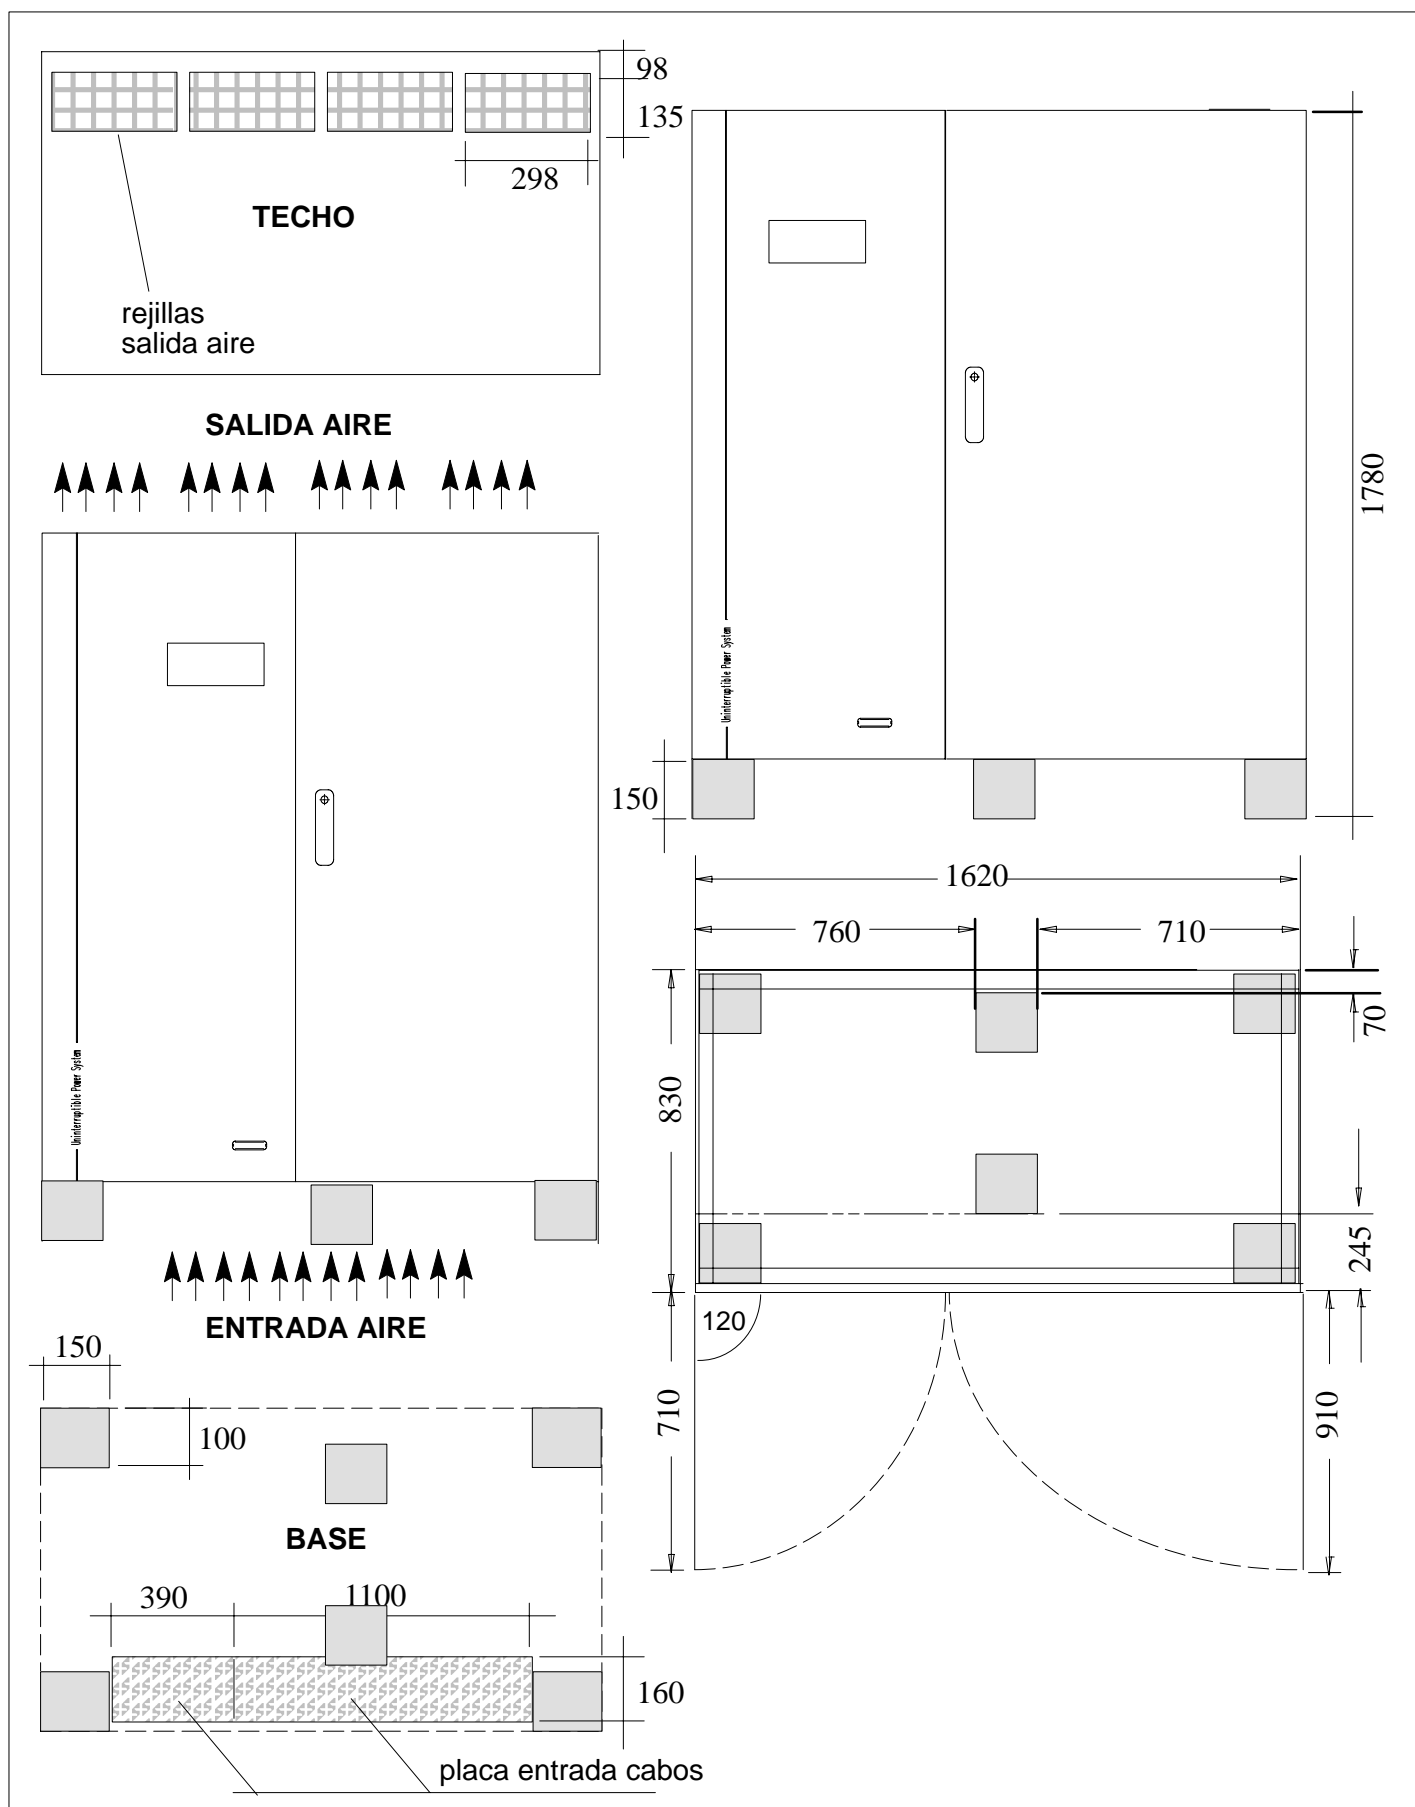 98
135
298
TECHO
rejillas
salida aire
SALIDA AIRE
Uninterruptible Power System
ENTRADA AIRE
150
100
BASE
390
1100
160
placa entrada cabos
Uninterruptible Power System
1780
150
1620
760
710
70
830
245
120
710
910